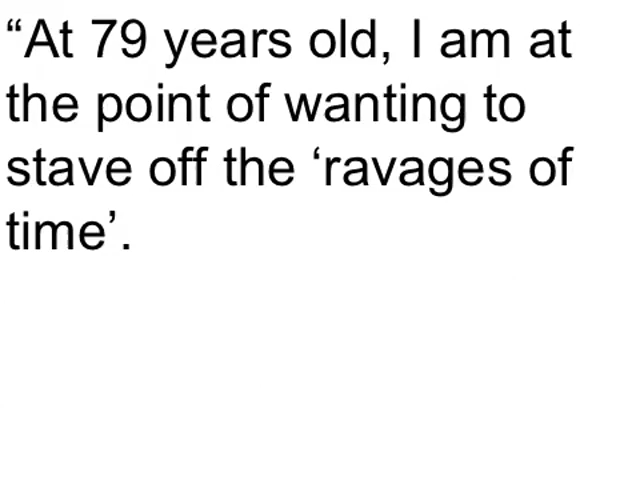 “At 79 years old, I am at
the point of wanting to
stave off the ‘ravages of
time’.